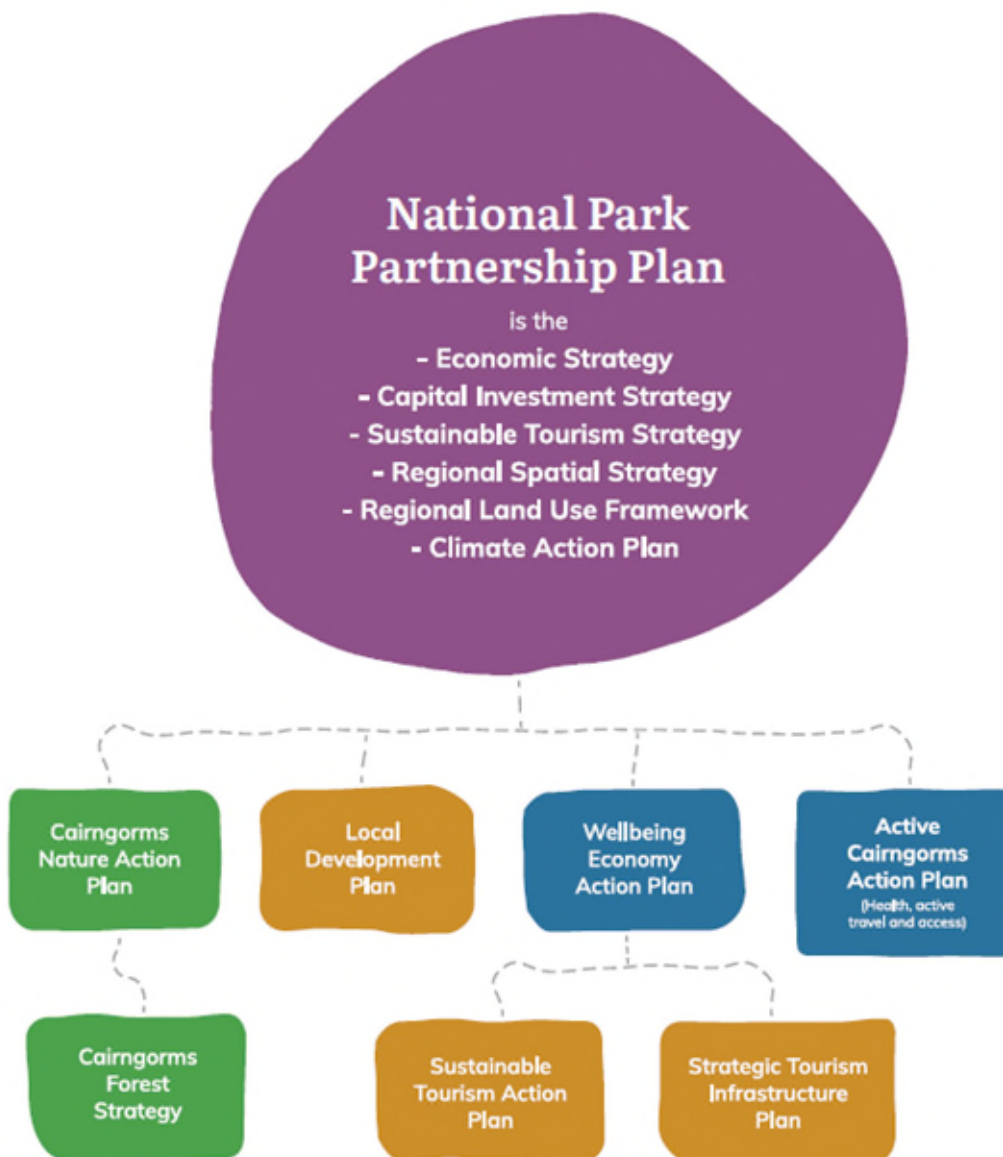 National Park
Partnership Plan
is the
- Economic Strategy
- Capital Investment Strategy
- Sustainable Tourism Strategy
- Regional Spatial Strategy
- Regional Land Use Framework
- Climate Action Plan
Cairngorms
Nature Action
Plan
Local
Development
Plan
Wellbeing
Economy
Action Plan
Active
Cairngorms
Action Plan
(Health, active
travel and access)
Cairngorms
Forest
Strategy
Sustainable
Tourism Action
Plan
Strategic Tourism
Infrastructure
Plan